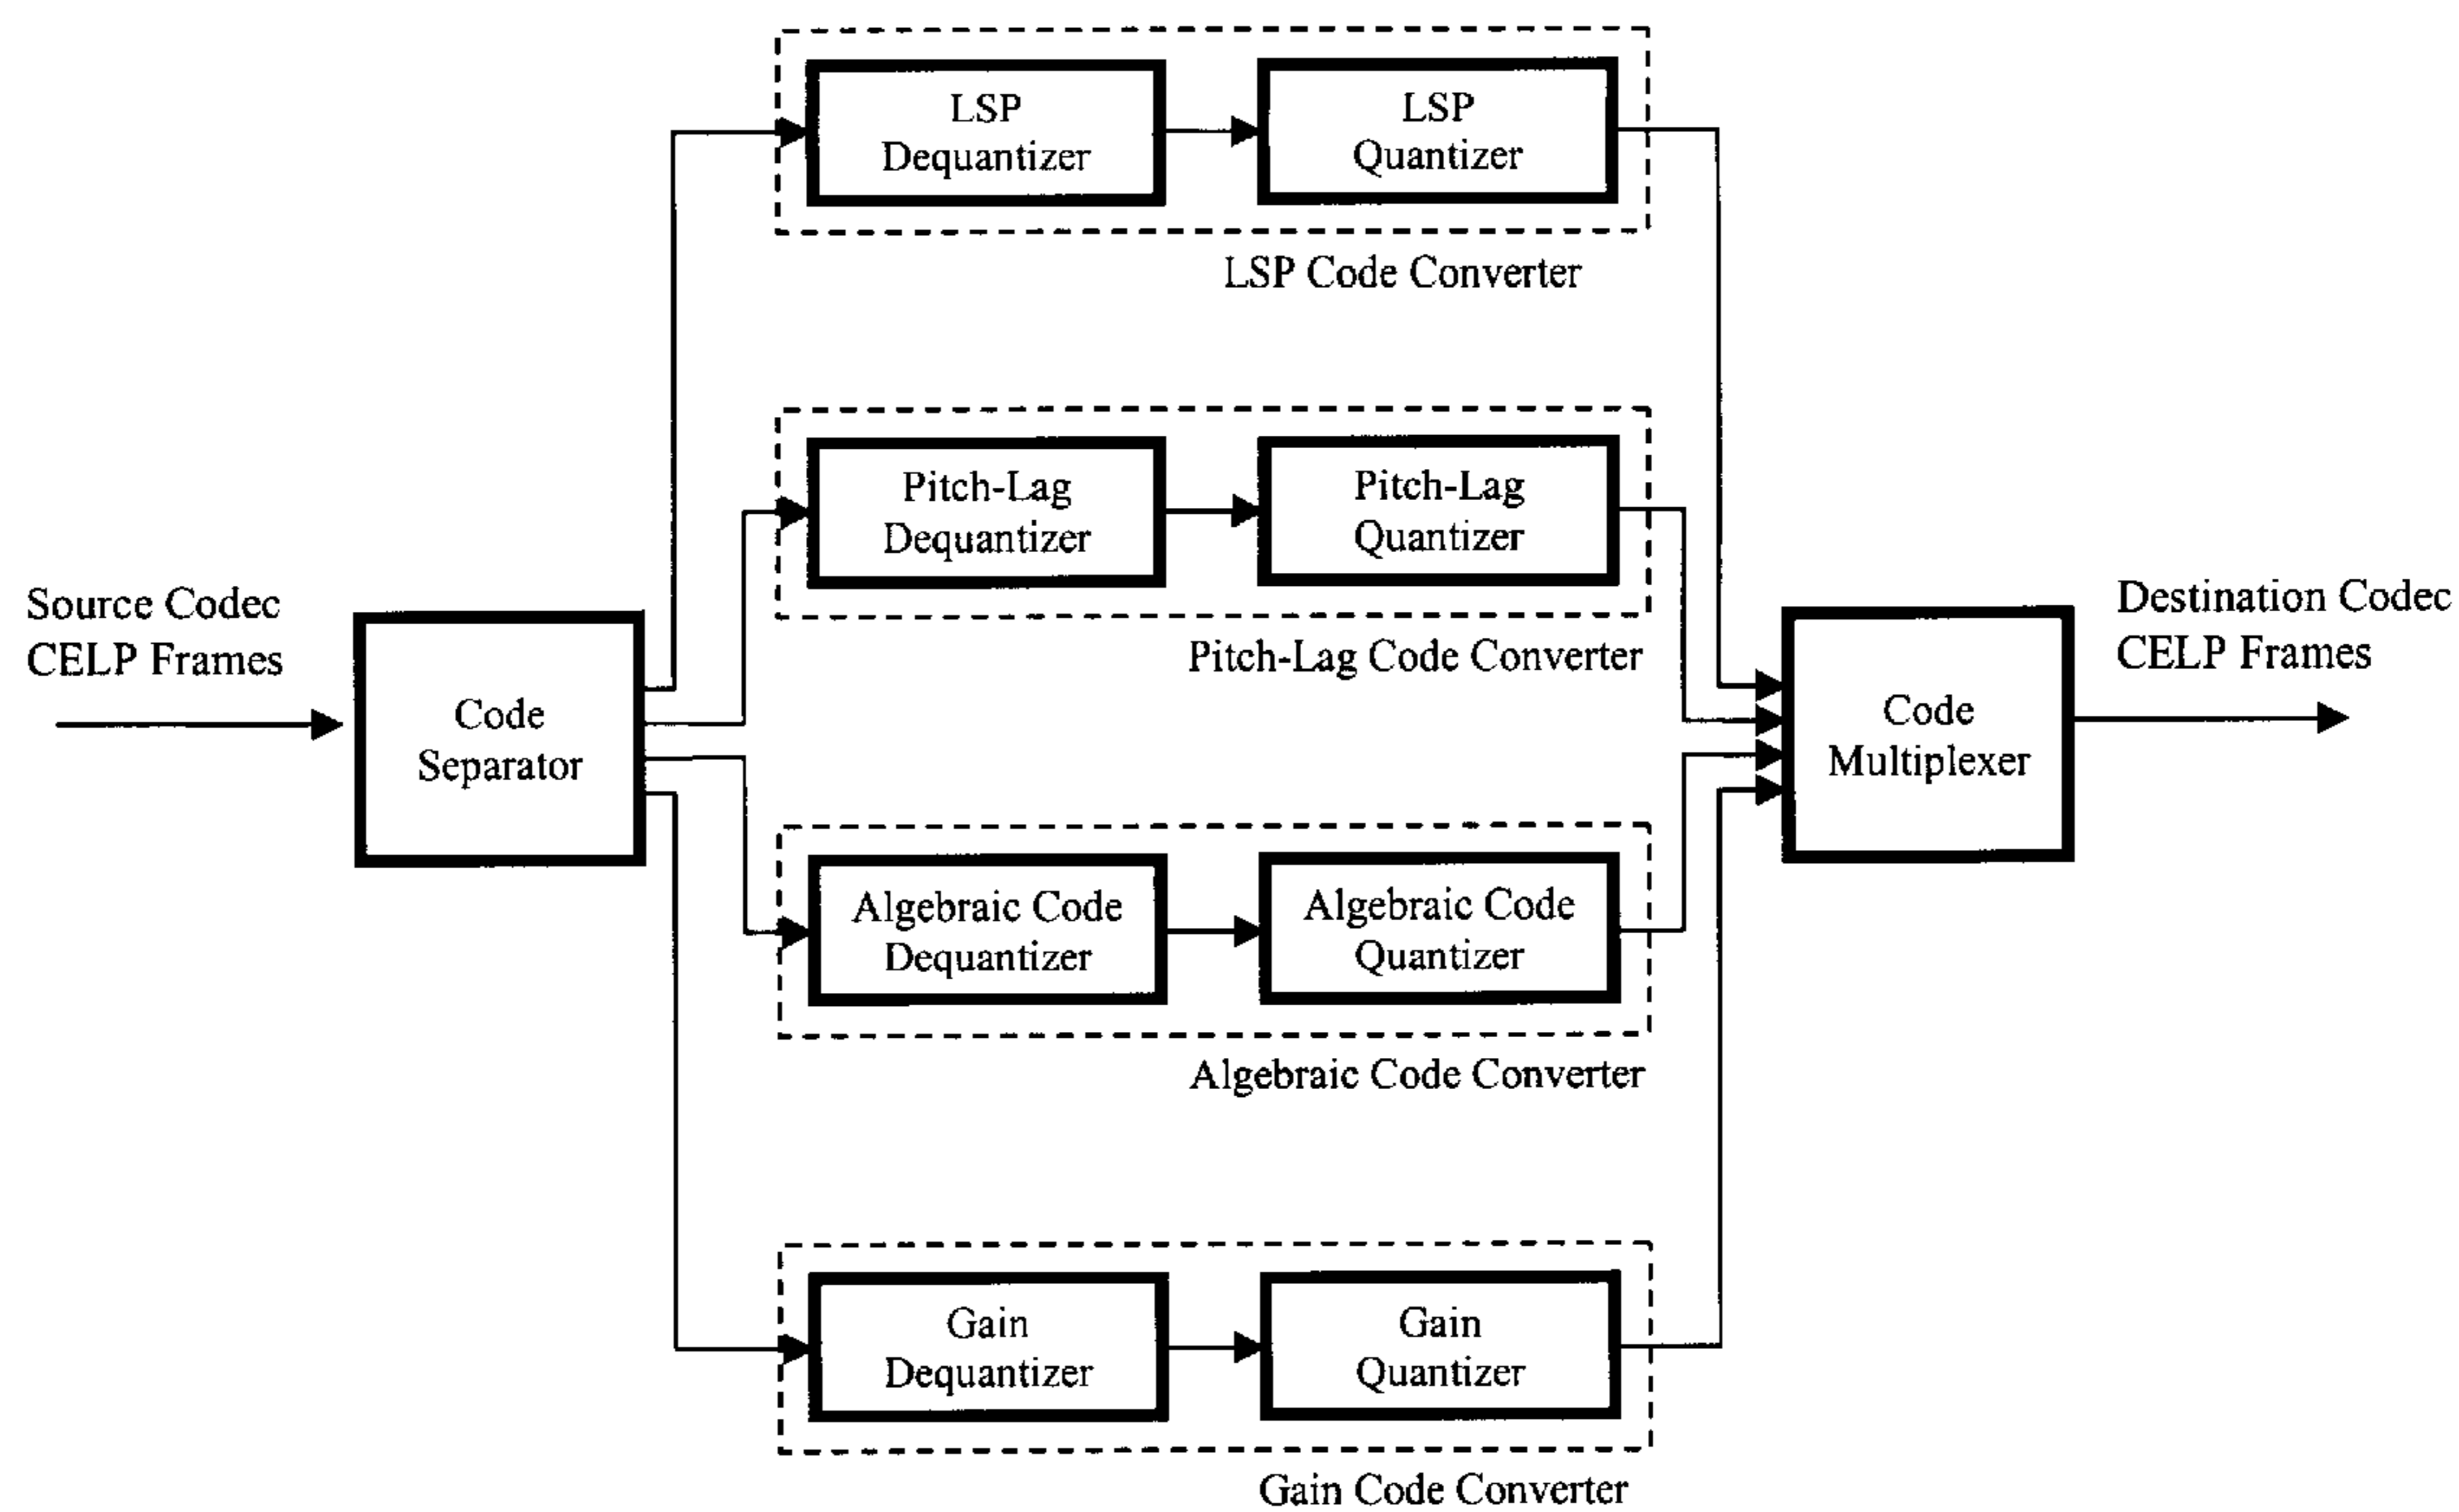 LSP
Dequantizer
LSP
Quantizer
LSP Code Converter
Pitch-Lag
Dequantizer
Pitch-Lag
Quantizer
Pitch-Lag Code Converter
Source Codec
CELP Frames
Code
Separator
Destination Codec
CELP Frames
Code
Multiplexer
Algebraic Code
Dequantizer
Algebraic Code
Quantizer
Algebraic Code Converter
Gain
Dequantizer
Gain
Quantizer
Gain Code Converter